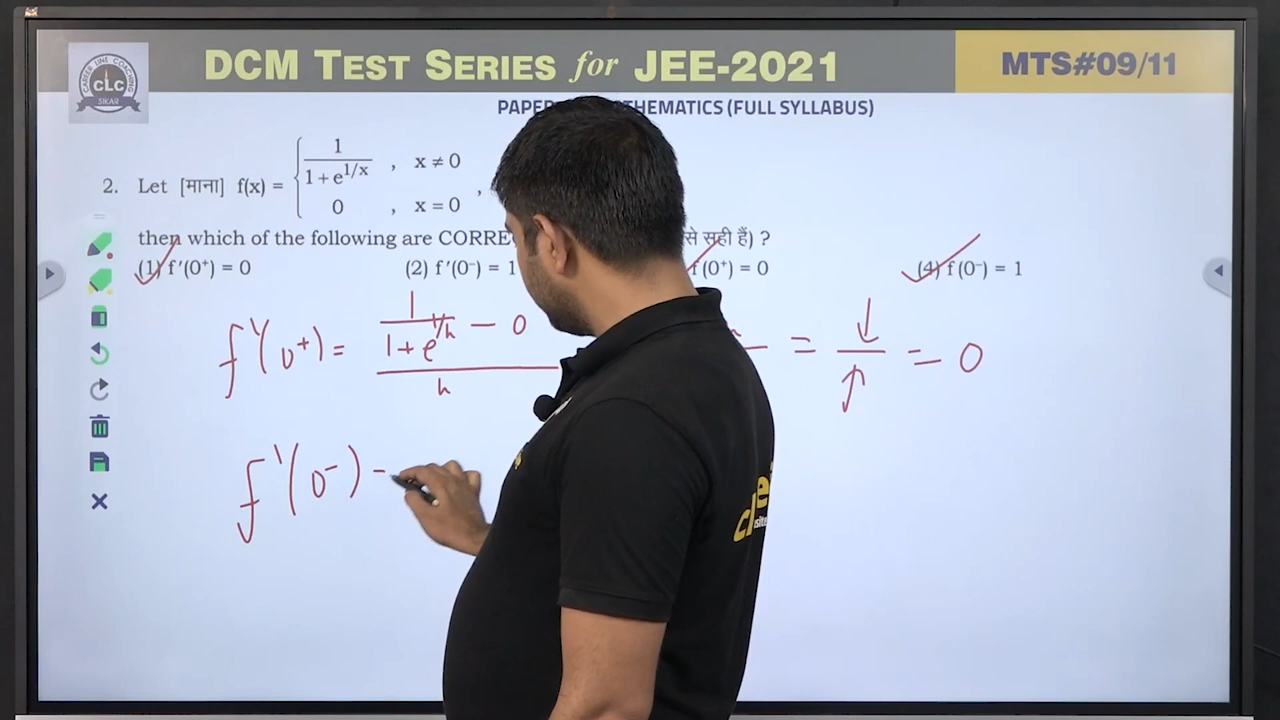 DCM TEST SERIES for JEE-2021
MTS#09/11
CAREER LINE COACHING
CLC
SIKAR
PAPER MATHEMATICS (FULL SYLLABUS)
2. Let [माना] f(x) = { 1/(1+e^{1/x}) , x ≠ 0
0 , x = 0 ,
then which of the following are CORRE से सही हैं) ?
(1) f′(0⁺) = 0 (2) f′(0⁻) = 1 f(0⁺) = 0 (4) f(0⁻) = 1
f'(0⁺) = (1/(1+e^{1/h}) − 0)/h = ↓/↑ = 0
f'(0⁻) =